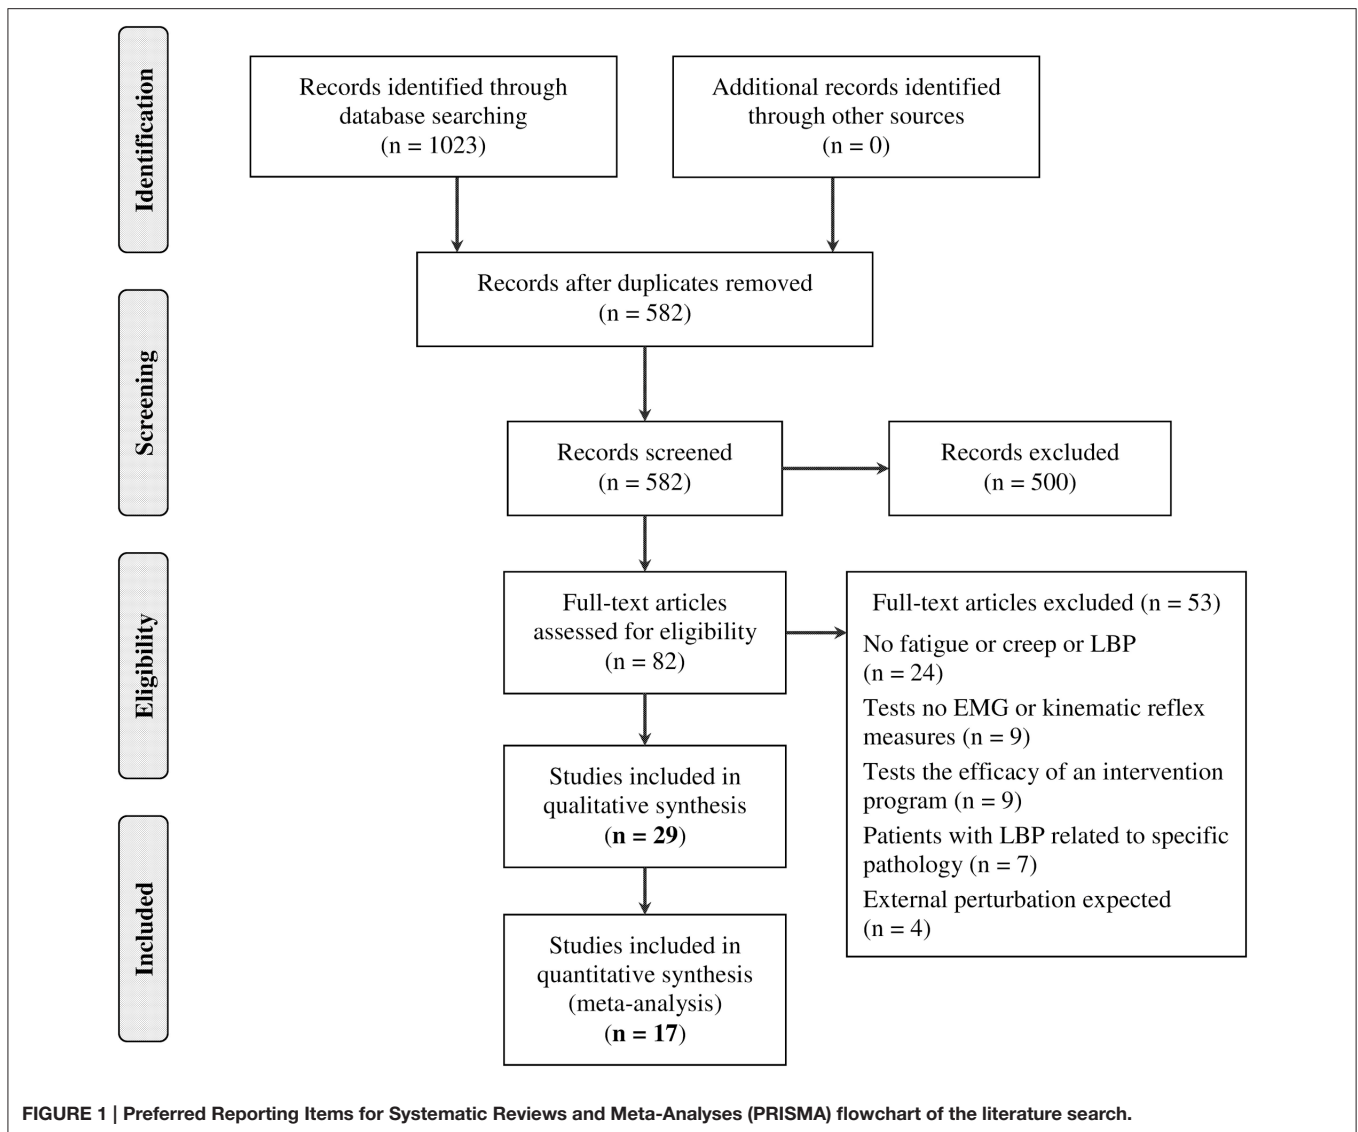 Identification
Records identified through
database searching
(n = 1023)
Additional records identified
through other sources
(n = 0)
Records after duplicates removed
(n = 582)
Screening
Records screened
(n = 582)
Records excluded
(n = 500)
Eligibility
Full-text articles
assessed for eligibility
(n = 82)
Full-text articles excluded (n = 53)
No fatigue or creep or LBP
(n = 24)
Tests no EMG or kinematic reflex
measures (n = 9)
Tests the efficacy of an intervention
program (n = 9)
Patients with LBP related to specific
pathology (n = 7)
External perturbation expected
(n = 4)
Studies included in
qualitative synthesis
(n = 29)
Included
Studies included in
quantitative synthesis
(meta-analysis)
(n = 17)
FIGURE 1 | Preferred Reporting Items for Systematic Reviews and Meta-Analyses (PRISMA) flowchart of the literature search.